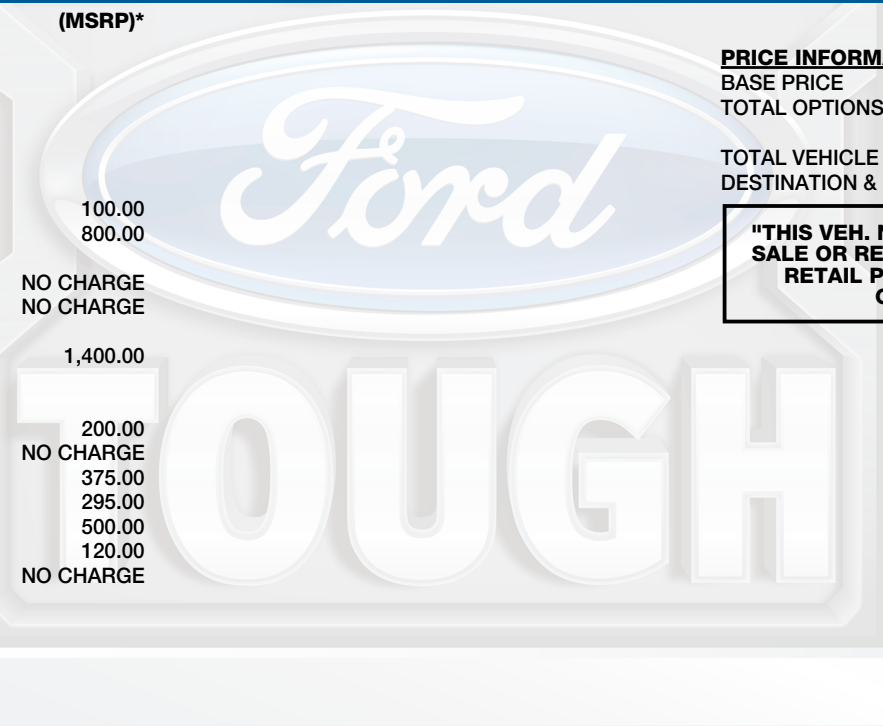 (MSRP)*
100.00
800.00
NO CHARGE
NO CHARGE
1,400.00
200.00
NO CHARGE
375.00
295.00
500.00
120.00
NO CHARGE
PRICE INFORM
BASE PRICE
TOTAL OPTIONS
TOTAL VEHICLE
DESTINATION &
"THIS VEH.
SALE OR RE
RETAIL P
Ford
TOUGH